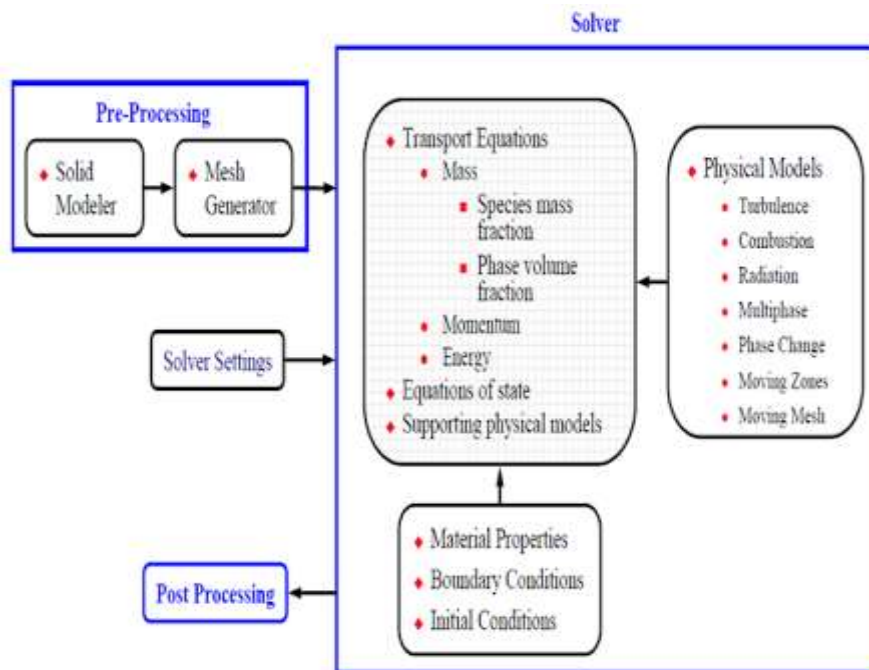 Solver
Pre-Processing
Solid
Modeler
Mesh
Generator
Transport Equations
Mass
Species mass
fraction
Phase volume
fraction
Momentum
Energy
Equations of state
Supporting physical models
Physical Models
Turbulence
Combustion
Radiation
Multiphase
Phase Change
Moving Zones
Moving Mesh
Solver Settings
Material Properties
Boundary Conditions
Initial Conditions
Post Processing